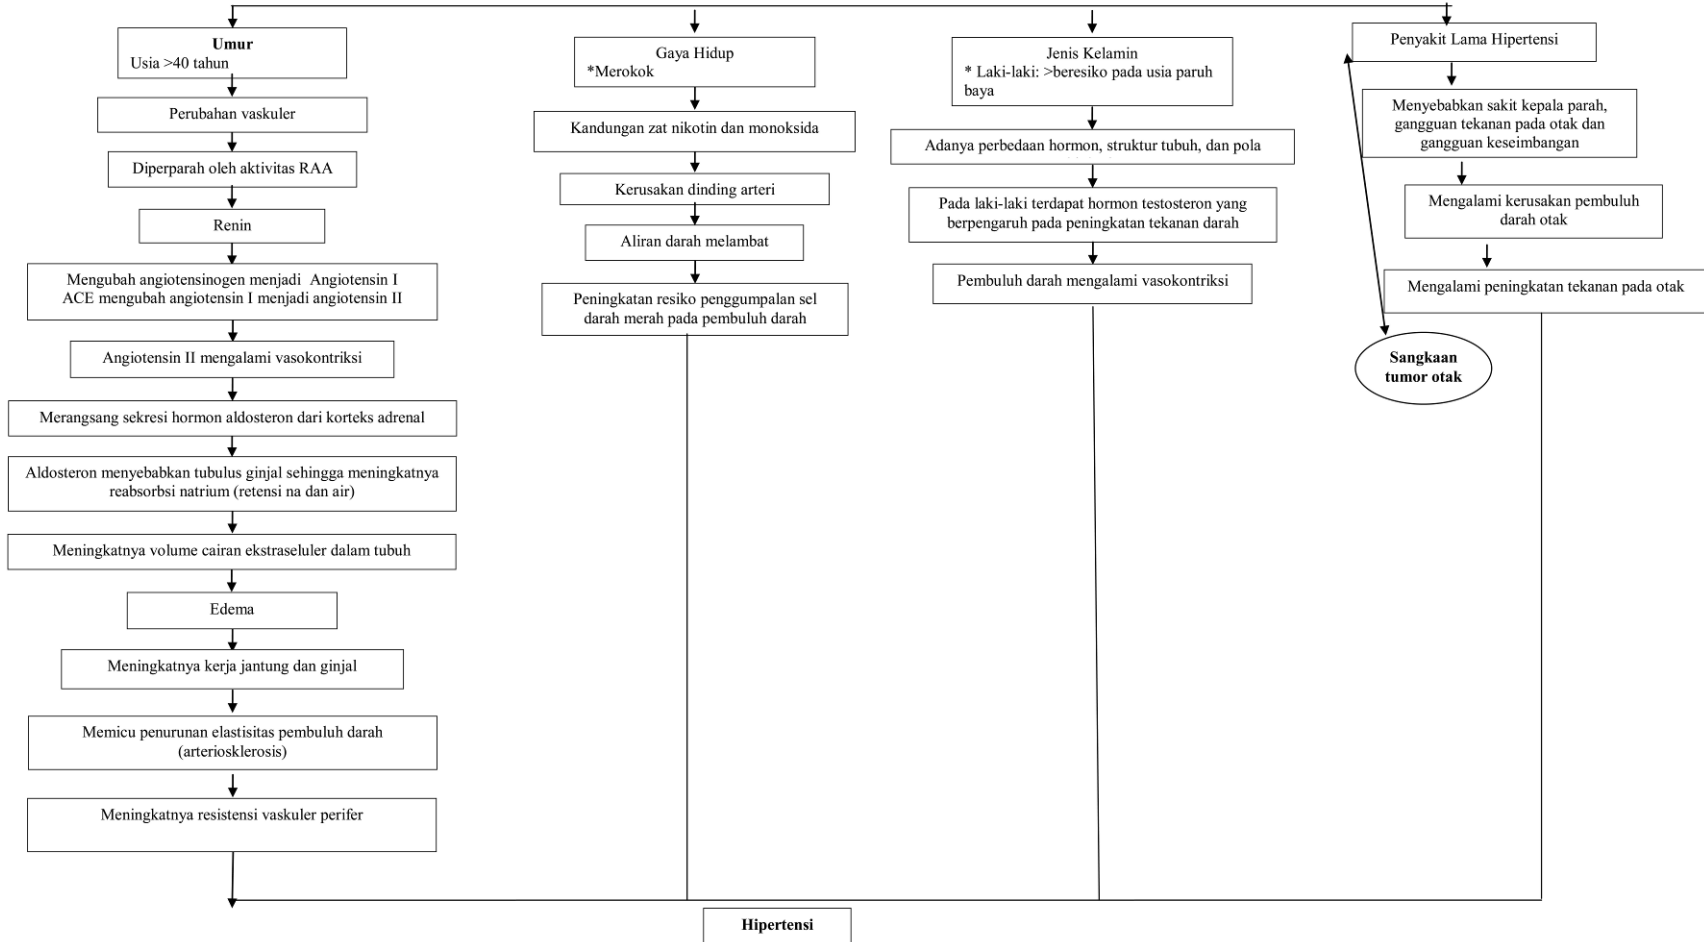 Umur
Usia >40 tahun
Perubahan vaskuler
Diperparah oleh aktivitas RAA
Renin
Mengubah angiotensinogen menjadi Angiotensin I
ACE mengubah angiotensin I menjadi angiotensin II
Angiotensin II mengalami vasokontriksi
Merangsang sekresi hormon aldosteron dari korteks adrenal
Aldosteron menyebabkan tubulus ginjal sehingga meningkatnya
reabsorbsi natrium (retensi na dan air)
Meningkatnya volume cairan ekstraseluler dalam tubuh
Edema
Meningkatnya kerja jantung dan ginjal
Memicu penurunan elastisitas pembuluh darah
(arteriosklerosis)
Meningkatnya resistensi vaskuler perifer
Gaya Hidup
*Merokok
Kandungan zat nikotin dan monoksida
Kerusakan dinding arteri
Aliran darah melambat
Peningkatan resiko penggumpalan sel
darah merah pada pembuluh darah
Jenis Kelamin
* Laki-laki: >beresiko pada usia paruh
baya
Adanya perbedaan hormon, struktur tubuh, dan pola
Pada laki-laki terdapat hormon testosteron yang
berpengaruh pada peningkatan tekanan darah
Pembuluh darah mengalami vasokontriksi
Penyakit Lama Hipertensi
Menyebabkan sakit kepala parah,
gangguan tekanan pada otak dan
gangguan keseimbangan
Mengalami kerusakan pembuluh
darah otak
Mengalami peningkatan tekanan pada otak
Sangkaan
tumor otak
Hipertensi